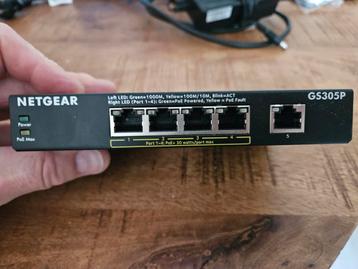 Left LED: Green=1000M, Yellow=100M/10M, Blink=ACT
Right LED (Port 1-4): Green=PoE Powered, Yellow = PoE Fault
NETGEAR
GS305P
Power
PoE Max
1 2 3 4 5
Port 1-4: PoE+ 30 watts/port max